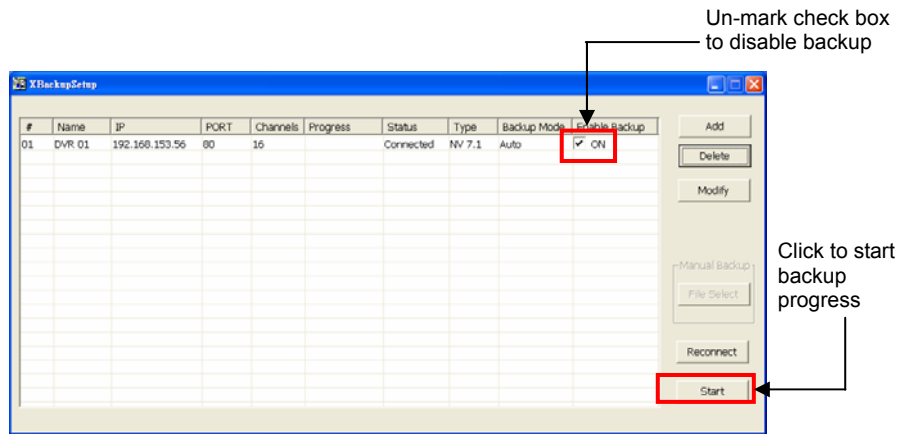 Un-mark check box
to disable backup
XBackupSetup
# Name IP PORT Channels Progress Status Type Backup Mode Enable Backup
01 DVR 01 192.168.153.56 80 16 Connected NV 7.1 Auto ON
Add
Delete
Modify
Manual Backup
File Select
Reconnect
Start
Click to start
backup
progress